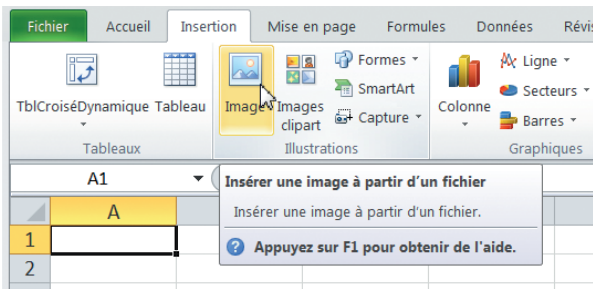 Fichier Accueil Insertion Mise en page Formules Données
Formes Ligne
SmartArt Secteurs
TblCroiséDynamique Tableau Image Images Capture Colonne Barres
clipart
Tableaux Illustrations Graphiques
A1
Insérer une image à partir d'un fichier
A
Insérer une image à partir d'un fichier.
1
Appuyez sur F1 pour obtenir de l'aide.
2